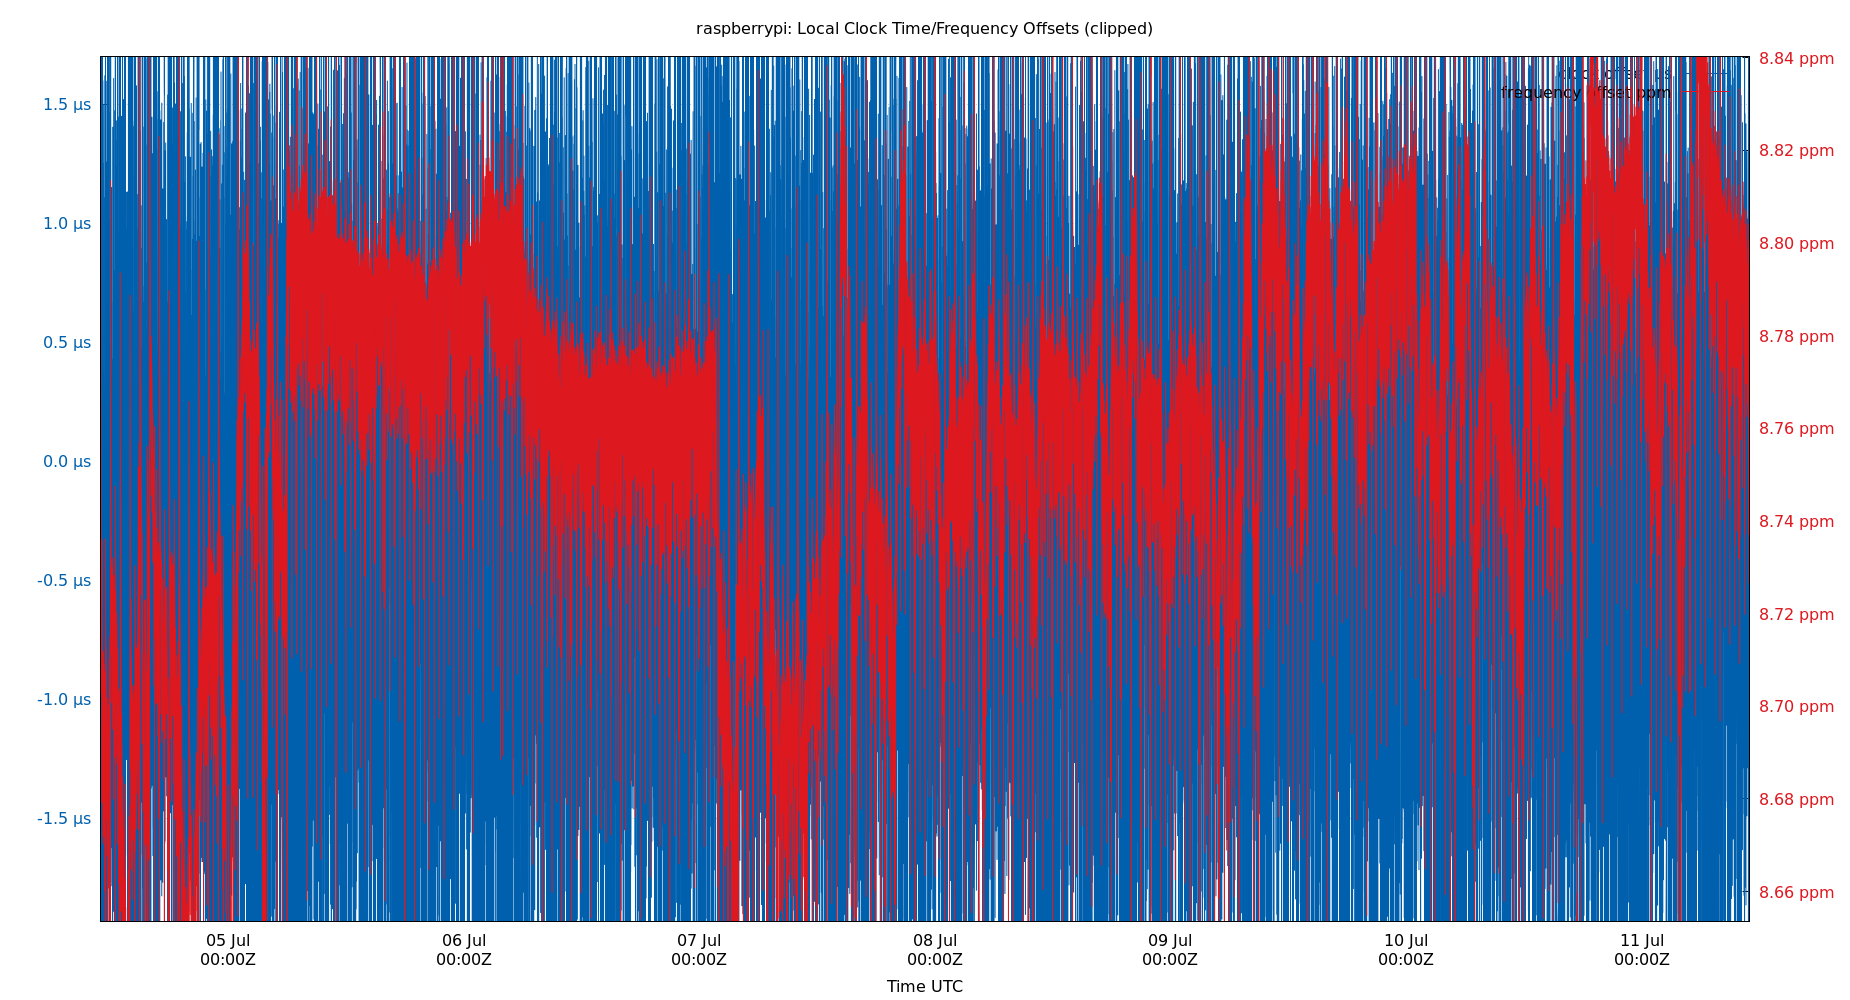 raspberrypi: Local Clock Time/Frequency Offsets (clipped)
clock offset µs
frequency offset ppm
1.5 µs
1.0 µs
0.5 µs
0.0 µs
-0.5 µs
-1.0 µs
-1.5 µs
8.84 ppm
8.82 ppm
8.80 ppm
8.78 ppm
8.76 ppm
8.74 ppm
8.72 ppm
8.70 ppm
8.68 ppm
8.66 ppm
05 Jul 06 Jul 07 Jul 08 Jul 09 Jul 10 Jul 11 Jul
00:00Z 00:00Z 00:00Z 00:00Z 00:00Z 00:00Z 00:00Z
Time UTC